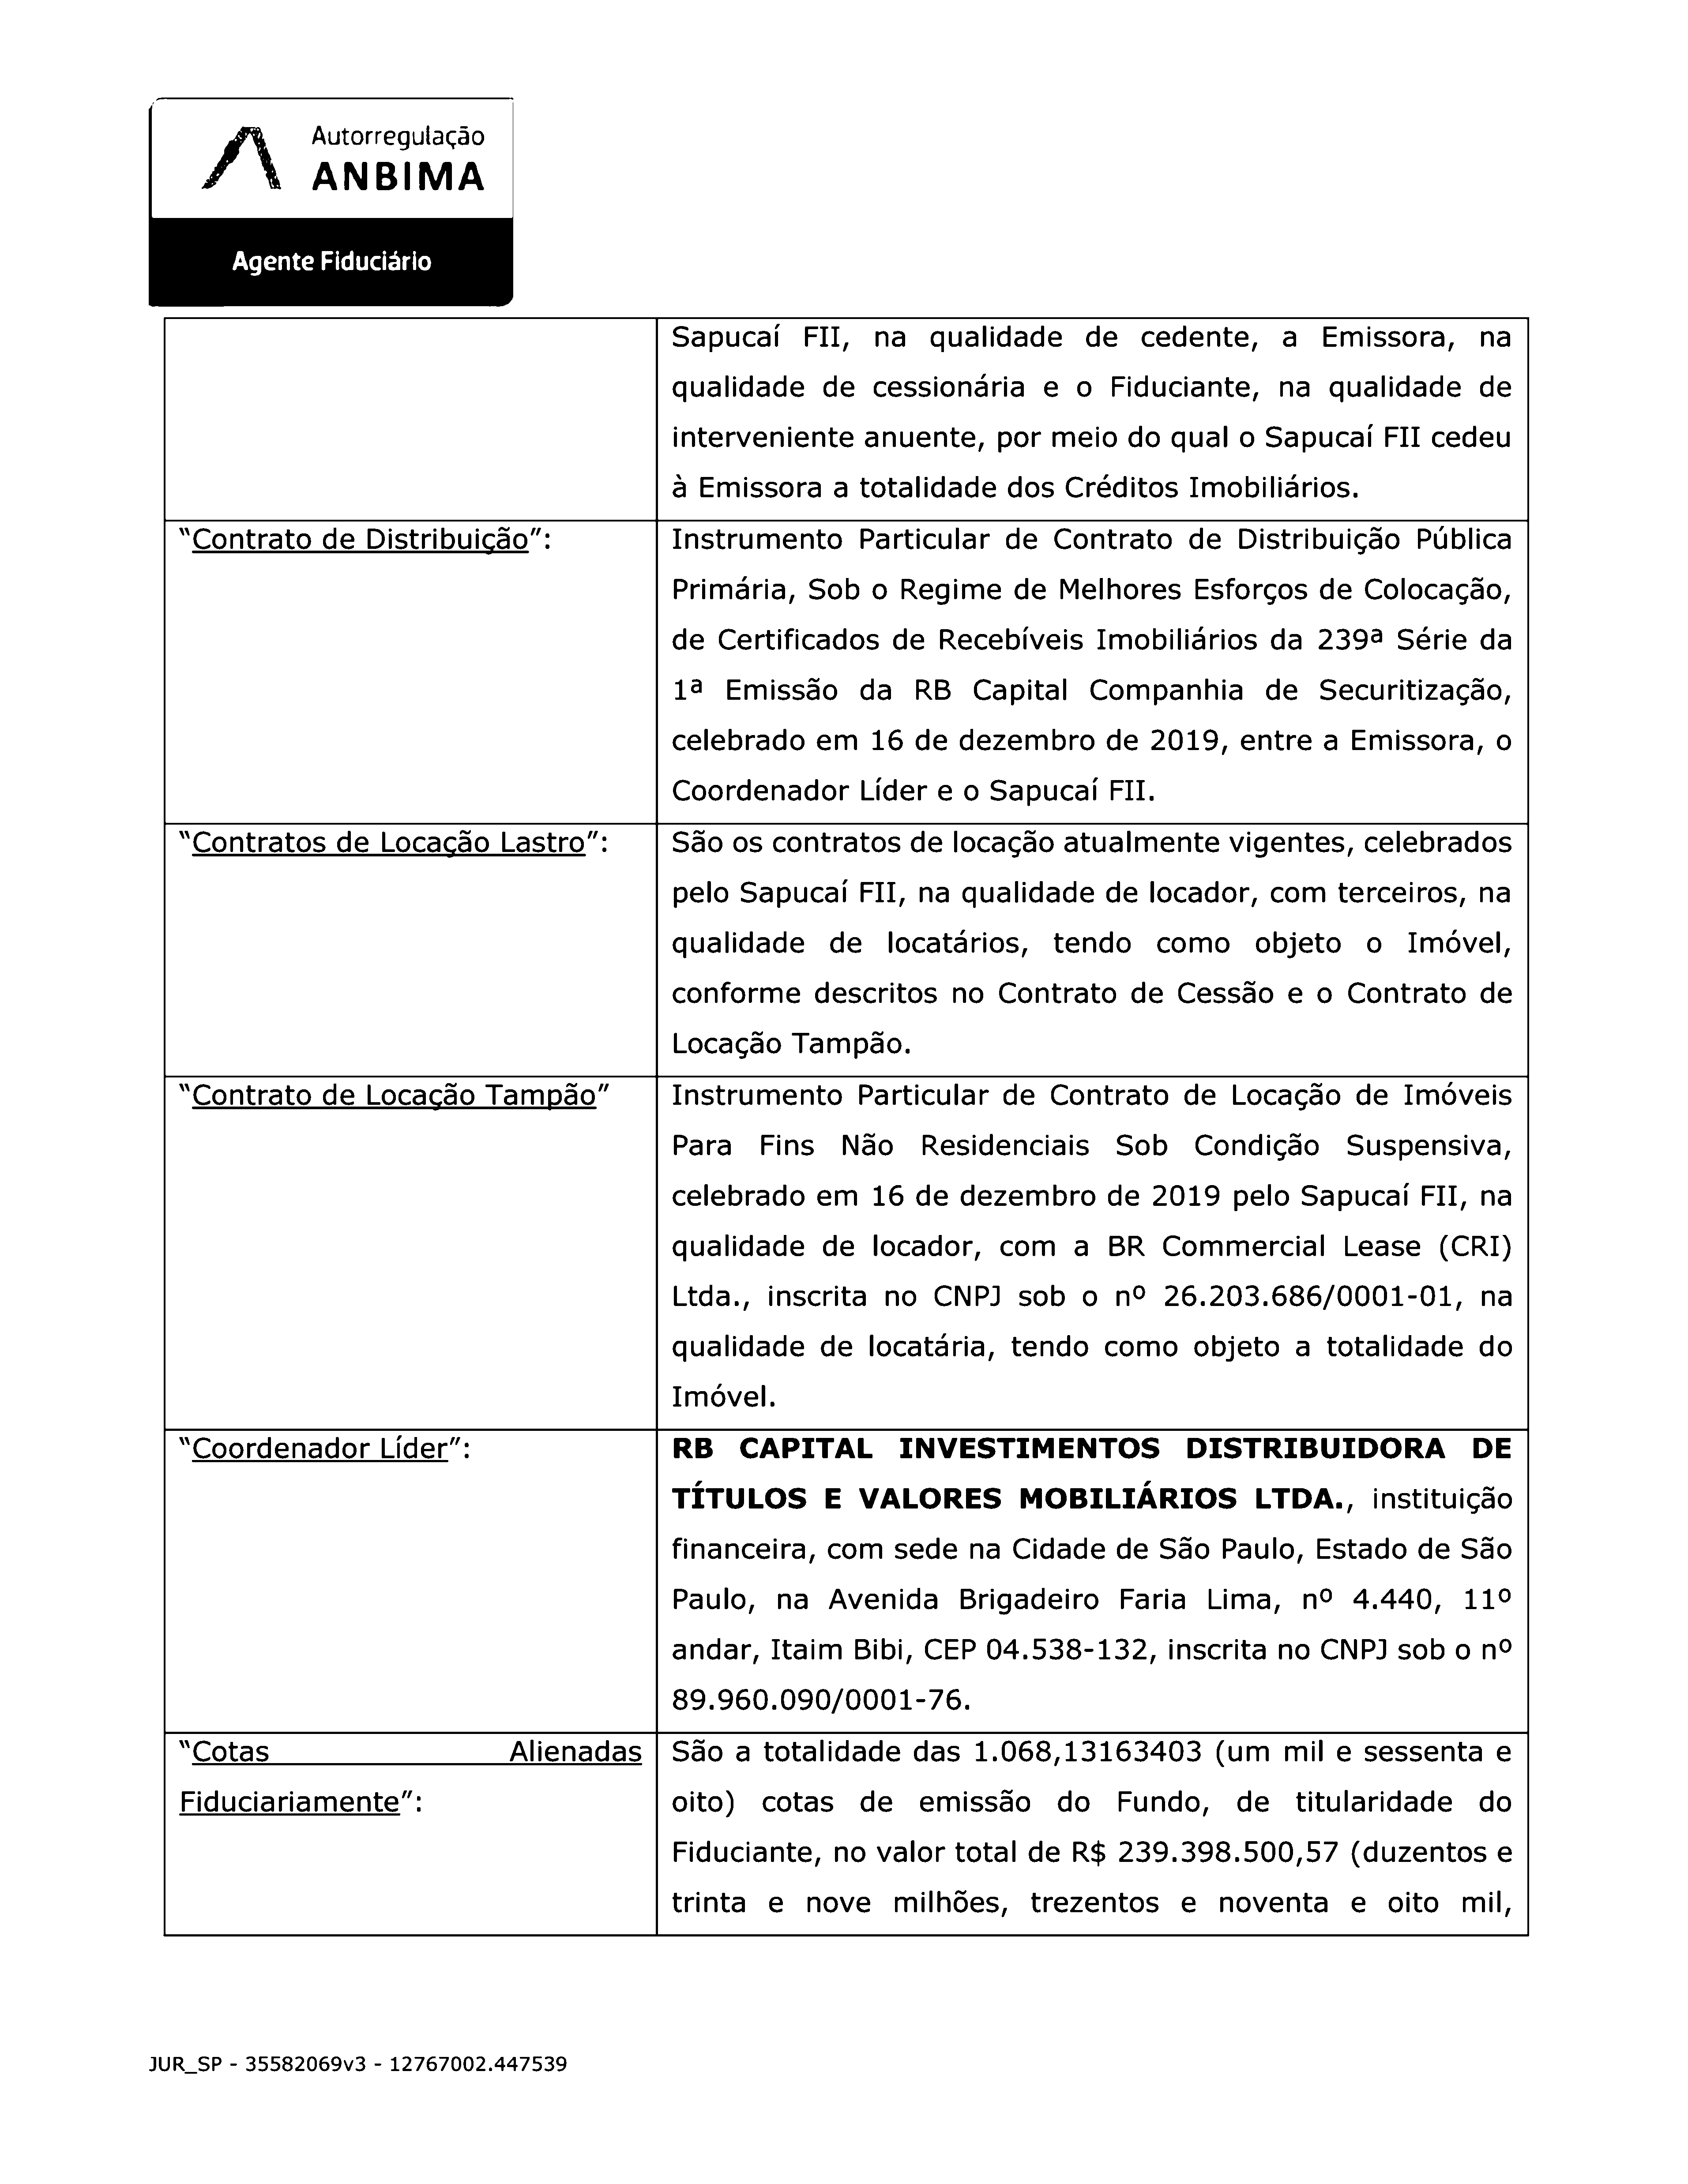 Autorregulação
ANBIMA
Agente Fiduciário
Sapucaí FII, na qualidade de cedente, a Emissora, na
qualidade de cessionária e o Fiduciante, na qualidade de
interveniente anuente, por meio do qual o Sapucaí FII cedeu
à Emissora a totalidade dos Créditos Imobiliários.
“Contrato de Distribuição”:
Instrumento Particular de Contrato de Distribuição Pública
Primária, Sob o Regime de Melhores Esforços de Colocação,
de Certificados de Recebíveis Imobiliários da 239ª Série da
1ª Emissão da RB Capital Companhia de Securitização,
celebrado em 16 de dezembro de 2019, entre a Emissora, o
Coordenador Líder e o Sapucaí FII.
“Contratos de Locação Lastro”:
São os contratos de locação atualmente vigentes, celebrados
pelo Sapucaí FII, na qualidade de locador, com terceiros, na
qualidade de locatários, tendo como objeto o Imóvel,
conforme descritos no Contrato de Cessão e o Contrato de
Locação Tampão.
“Contrato de Locação Tampão”
Instrumento Particular de Contrato de Locação de Imóveis
Para Fins Não Residenciais Sob Condição Suspensiva,
celebrado em 16 de dezembro de 2019 pelo Sapucaí FII, na
qualidade de locador, com a BR Commercial Lease (CRI)
Ltda., inscrita no CNPJ sob o nº 26.203.686/0001-01, na
qualidade de locatária, tendo como objeto a totalidade do
Imóvel.
“Coordenador Líder”:
RB CAPITAL INVESTIMENTOS DISTRIBUIDORA DE
TÍTULOS E VALORES MOBILIÁRIOS LTDA., instituição
financeira, com sede na Cidade de São Paulo, Estado de São
Paulo, na Avenida Brigadeiro Faria Lima, nº 4.440, 11º
andar, Itaim Bibi, CEP 04.538-132, inscrita no CNPJ sob o nº
89.960.090/0001-76.
“Cotas Alienadas
Fiduciariamente”:
São a totalidade das 1.068,13163403 (um mil e sessenta e
oito) cotas de emissão do Fundo, de titularidade do
Fiduciante, no valor total de R$ 239.398.500,57 (duzentos e
trinta e nove milhões, trezentos e noventa e oito mil,
JUR_SP - 35582069v3 - 12767002.447539